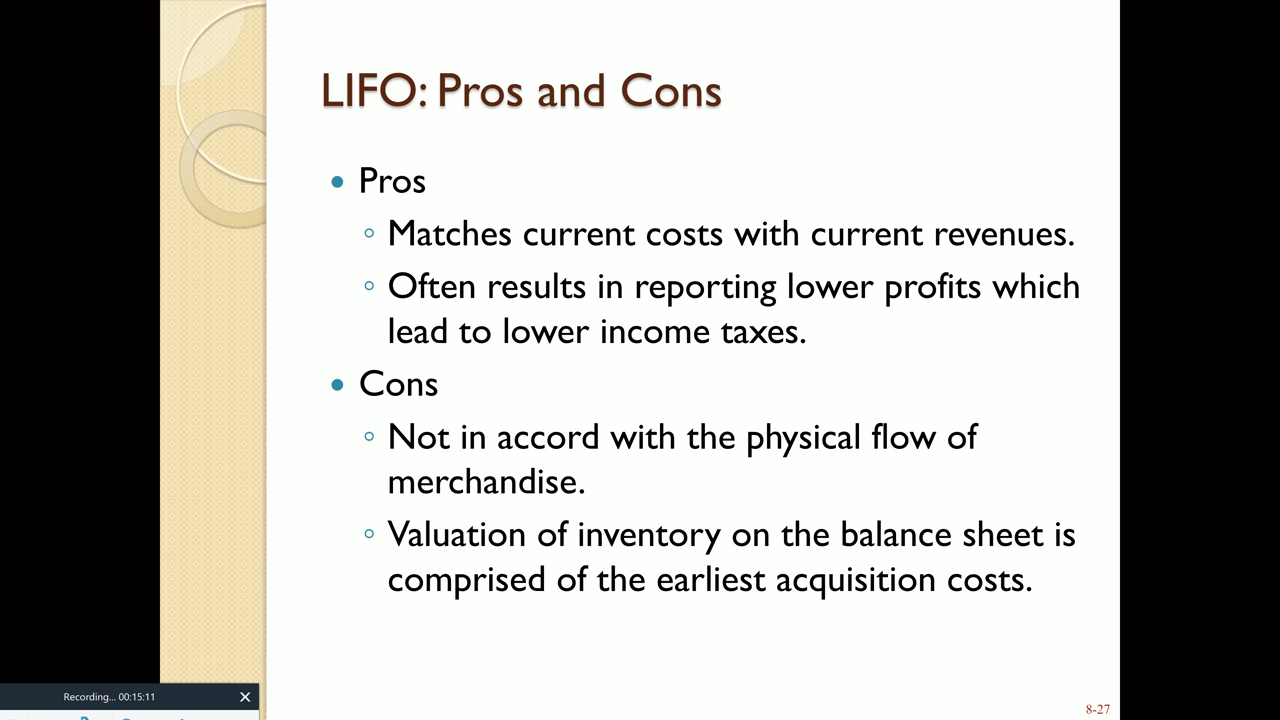 LIFO: Pros and Cons
• Pros
◦ Matches current costs with current revenues.
◦ Often results in reporting lower profits which
lead to lower income taxes.
• Cons
◦ Not in accord with the physical flow of
merchandise.
◦ Valuation of inventory on the balance sheet is
comprised of the earliest acquisition costs.
Recording... 00:15:11
8-27